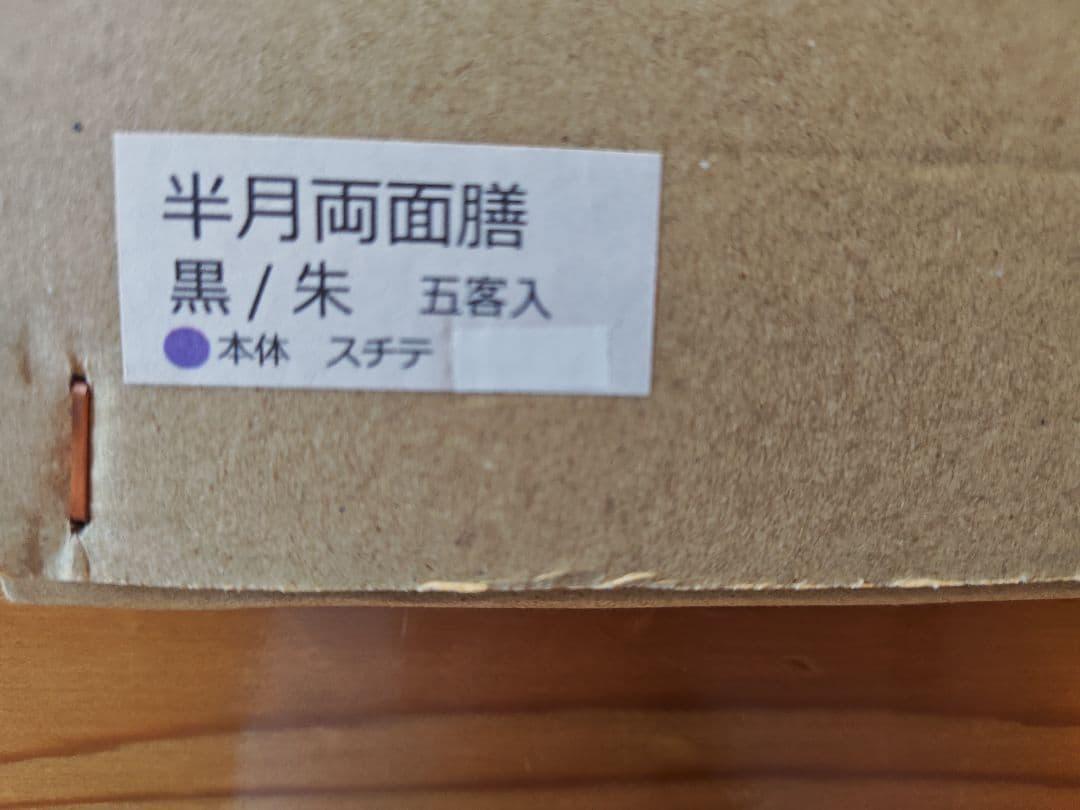 半月両面膳
黒/朱 五客入
●本体 スチテ